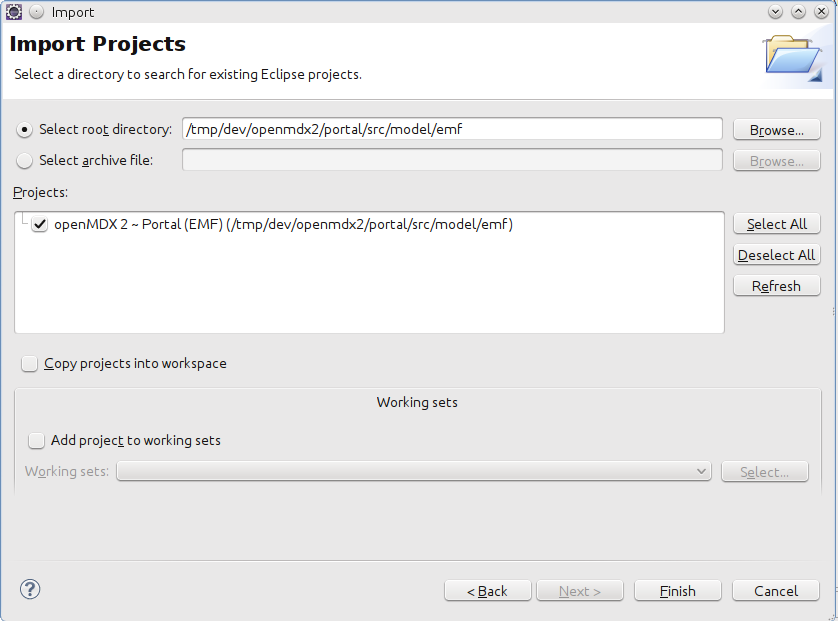 Import
Import Projects
Select a directory to search for existing Eclipse projects.
Select root directory: /tmp/dev/openmdx2/portal/src/model/emf Browse...
Select archive file: Browse...
Projects:
openMDX 2 ~ Portal (EMF) (/tmp/dev/openmdx2/portal/src/model/emf) Select All
Deselect All
Refresh
Copy projects into workspace
Working sets
Add project to working sets
Working sets: Select...
? < Back Next > Finish Cancel